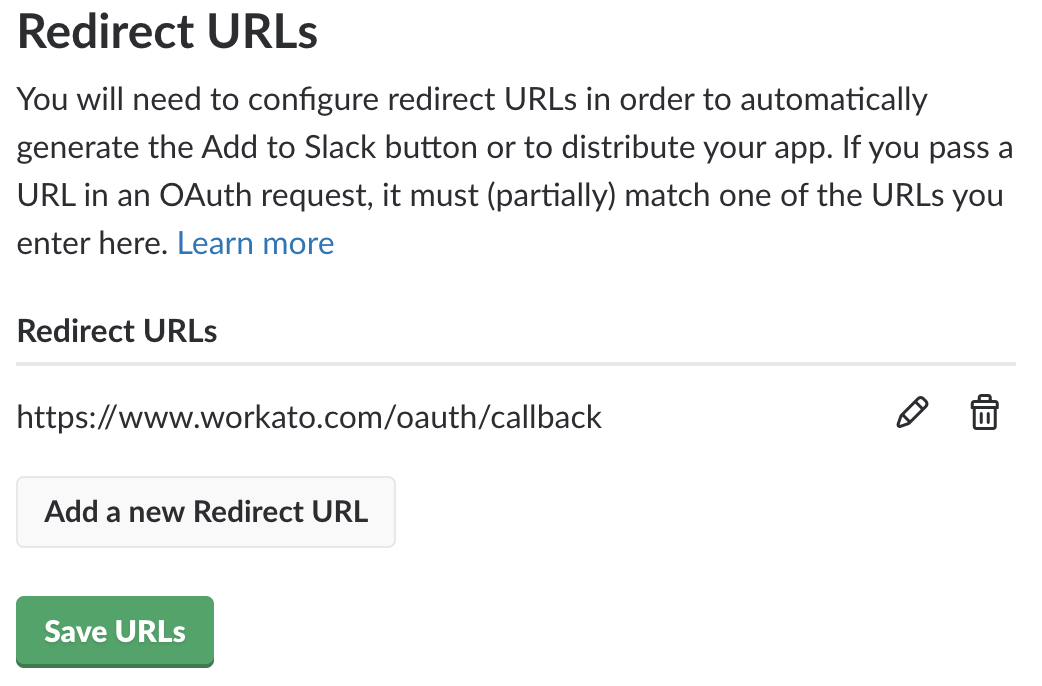 Redirect URLs
You will need to configure redirect URLs in order to automatically
generate the Add to Slack button or to distribute your app. If you pass a
URL in an OAuth request, it must (partially) match one of the URLs you
enter here. Learn more
Redirect URLs
https://www.workato.com/oauth/callback
Add a new Redirect URL
Save URLs